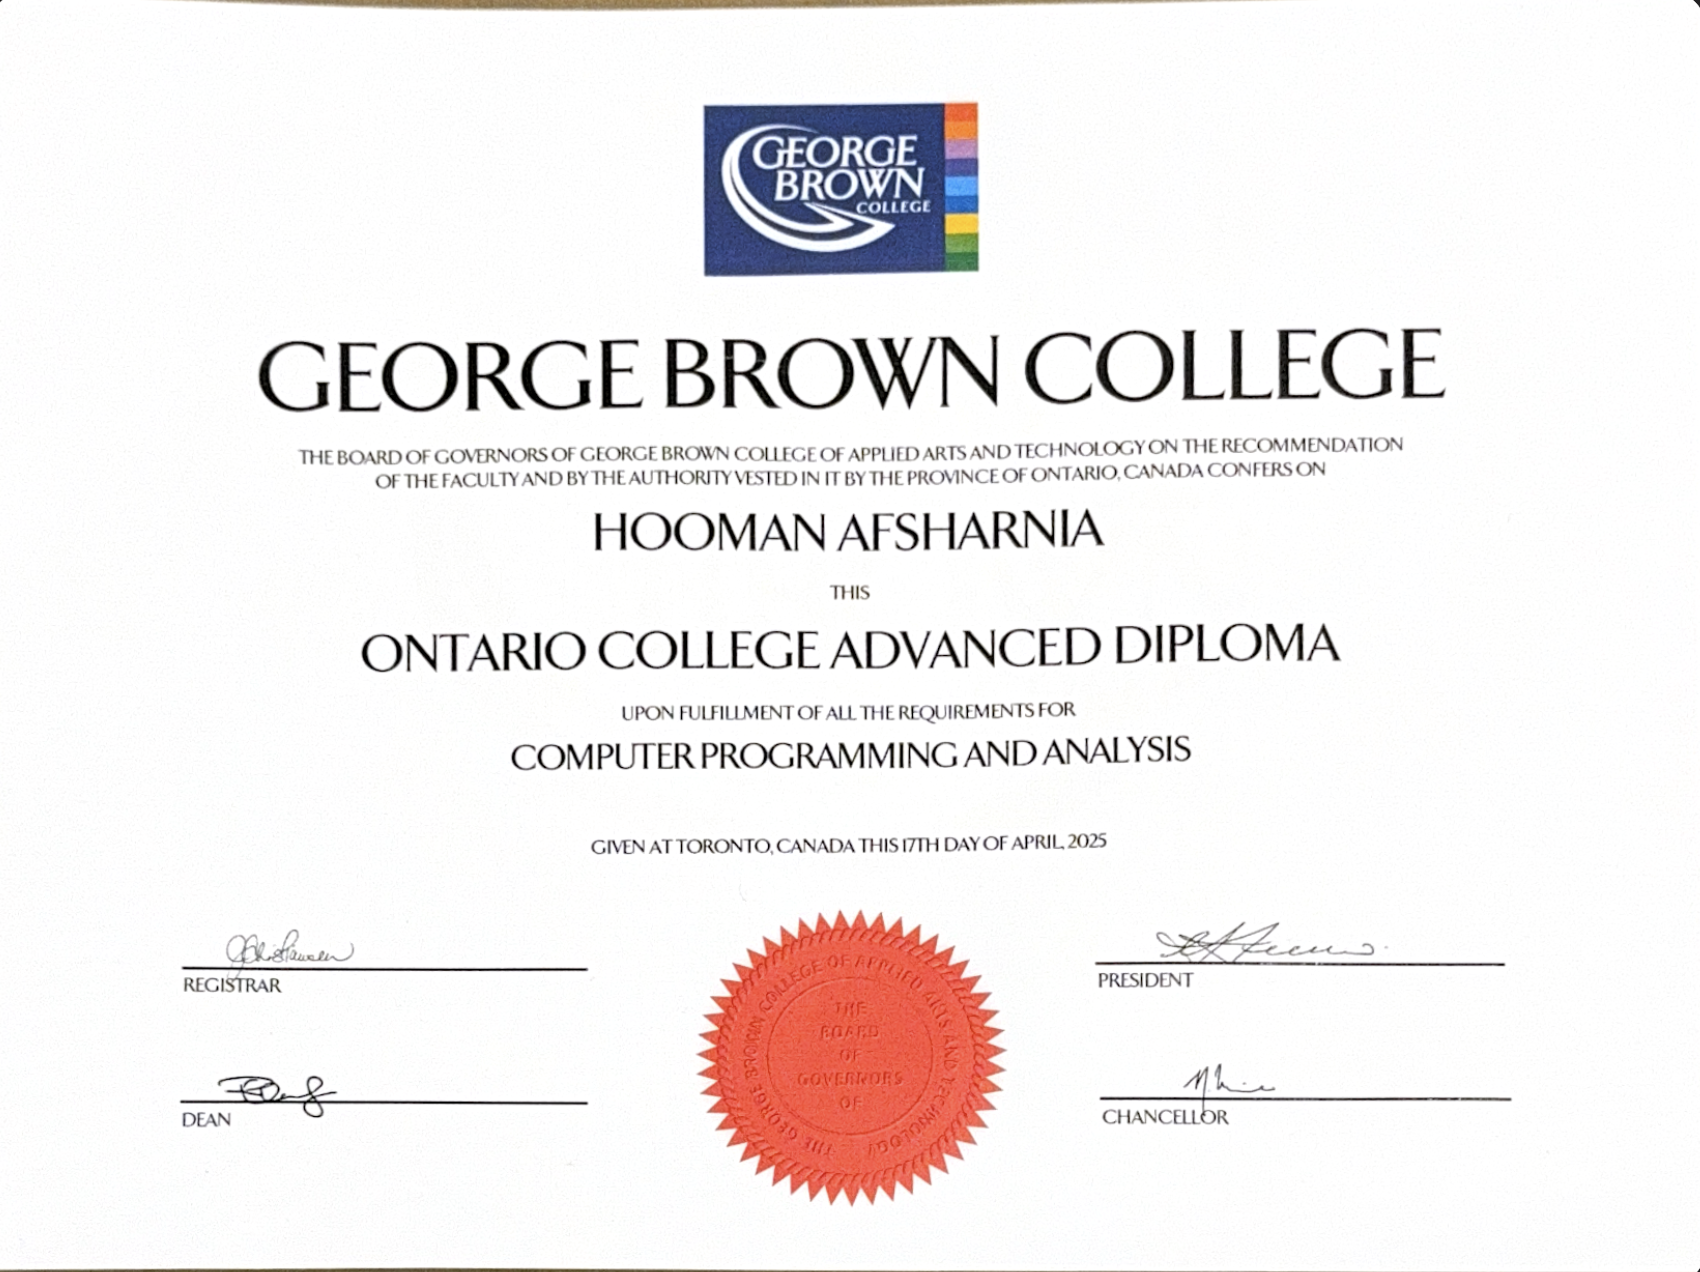 GEORGE
BROWN
COLLEGE
GEORGE BROWN COLLEGE
THE BOARD OF GOVERNORS OF GEORGE BROWN COLLEGE OF APPLIED ARTS AND TECHNOLOGY ON THE RECOMMENDATION
OF THE FACULTY AND BY THE AUTHORITY VESTED IN IT BY THE PROVINCE OF ONTARIO, CANADA CONFERS ON
HOOMAN AFSHARNIA
THIS
ONTARIO COLLEGE ADVANCED DIPLOMA
UPON FULFILLMENT OF ALL THE REQUIREMENTS FOR
COMPUTER PROGRAMMING AND ANALYSIS
GIVEN AT TORONTO, CANADA THIS 17TH DAY OF APRIL, 2025
REGISTRAR
PRESIDENT
DEAN
CHANCELLOR
THE
BOARD
OF
GOVERNORS
OF
THE GEORGE BROWN COLLEGE OF APPLIED ARTS AND TECHNOLOGY